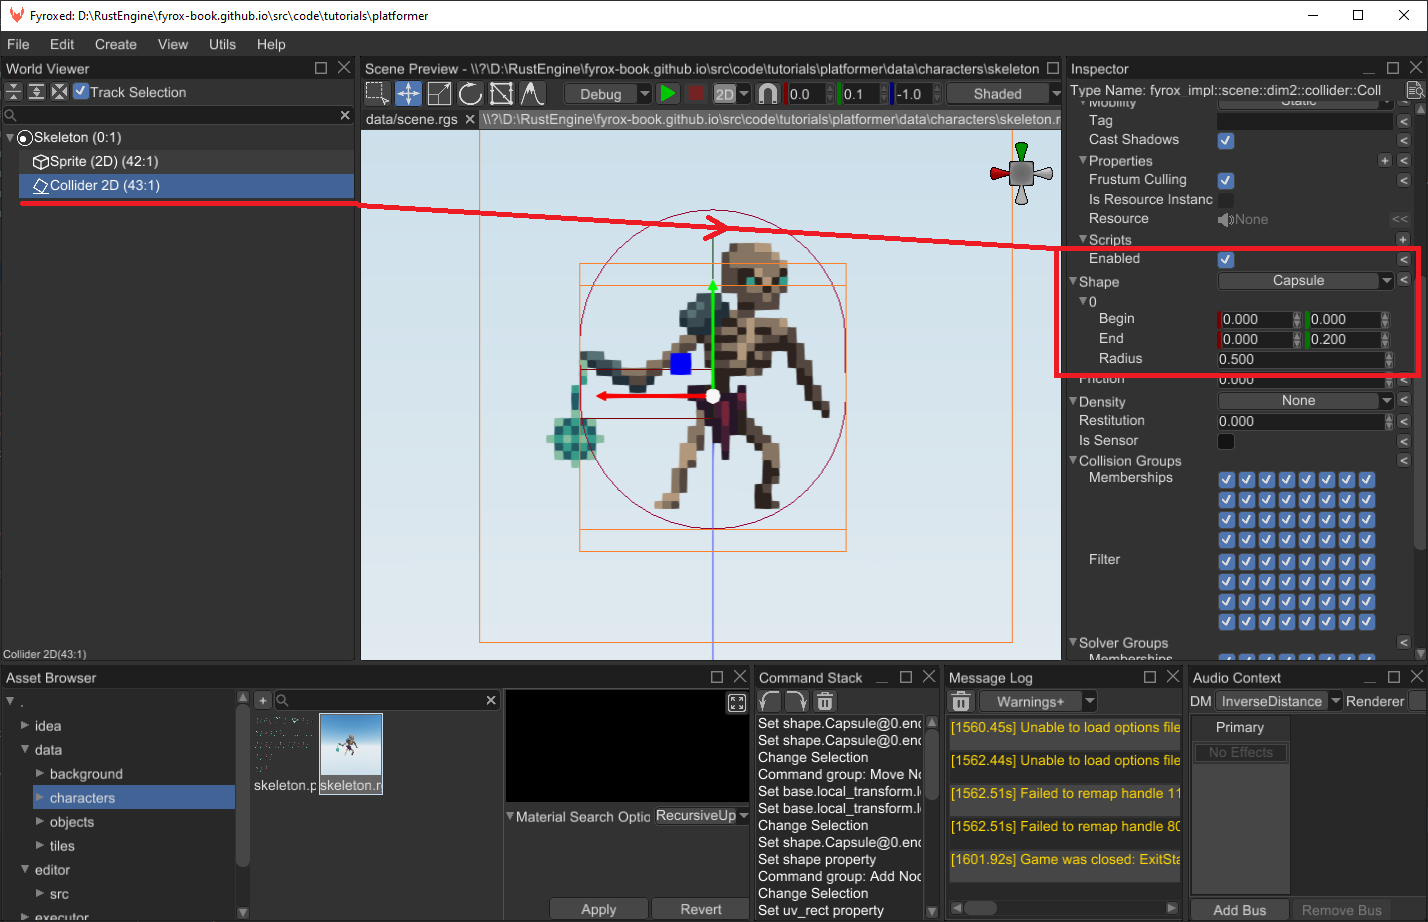 Fyroxed: D:\RustEngine\fyrox-book.github.io\src\code\tutorials\platformer
File Edit Create View Utils Help
World Viewer
Track Selection
Skeleton (0:1)
Sprite (2D) (42:1)
Collider 2D (43:1)
Collider 2D(43:1)
Scene Preview - \\?\D:\RustEngine\fyrox-book.github.io\src\code\tutorials\platformer\data\characters\skeleton
Debug 2D 0.0 0.1 -1.0 Shaded
data/scene.rgs \\?\D:\RustEngine\fyrox-book.github.io\src\code\tutorials\platformer\data\characters\skeleton.r
Inspector
Type Name: fyrox_impl::scene::dim2::collider::Coll
Mobility Static
Tag
Cast Shadows
Properties
Frustum Culling
Is Resource Instanc
Resource None
Scripts
Enabled
Shape Capsule
0
Begin 0.000 0.000
End 0.000 0.200
Radius 0.500
Friction 0.000
Density None
Restitution 0.000
Is Sensor
Collision Groups
Memberships
Filter
Solver Groups
Memberships
Asset Browser
.
idea
data
background
characters
objects
tiles
editor
src
executor
skeleton.p skeleton.r
Material Search Optio RecursiveUp
Apply Revert
Command Stack
Set shape.Capsule@0.enc
Set shape.Capsule@0.enc
Change Selection
Command group: Move No
Set base.local_transform.l
Set base.local_transform.l
Change Selection
Set shape.Capsule@0.enc
Set shape property
Command group: Add Noc
Change Selection
Set uv_rect property
Message Log
Warnings+
[1560.45s] Unable to load options file
[1562.44s] Unable to load options file
[1562.51s] Failed to remap handle 11
[1562.51s] Failed to remap handle 80
[1601.92s] Game was closed: ExitSta
Audio Context
DM InverseDistance Renderer
Primary
No Effects
Add Bus Remove Bus